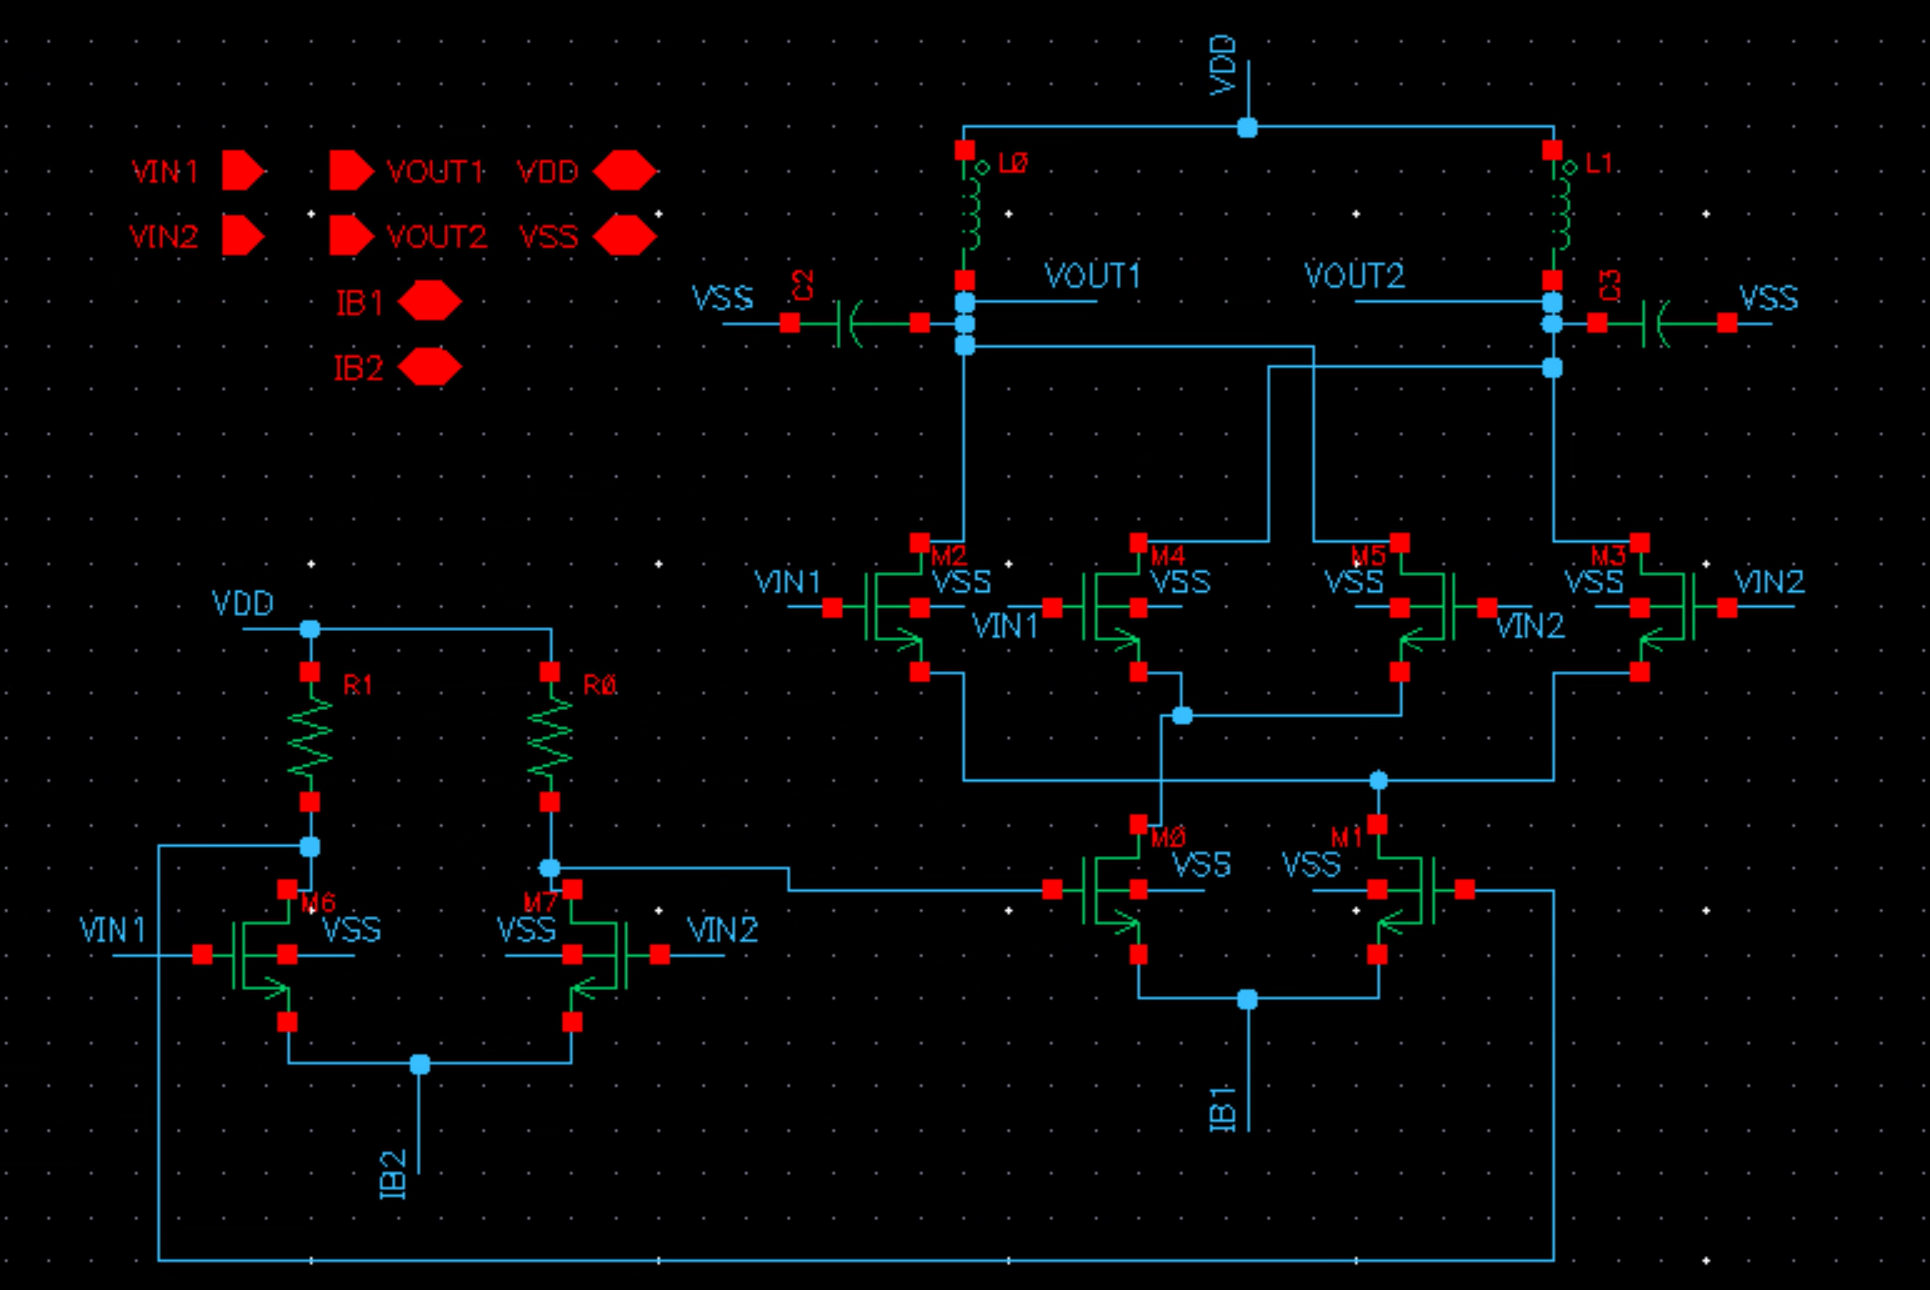 VDD
VIN1 VOUT1 VDD
L0 L1
VIN2 VOUT2 VSS
IB1
IB2
VOUT1 VOUT2
VSS C2 C3 VSS
M2 M4 M5 M3
VIN1 VSS VSS VSS VSS VIN2
VIN1 VIN2
VDD
R1 R0
M0 M1
VSS VSS
M6 M7
VIN1 VSS VSS VIN2
IB1
IB2